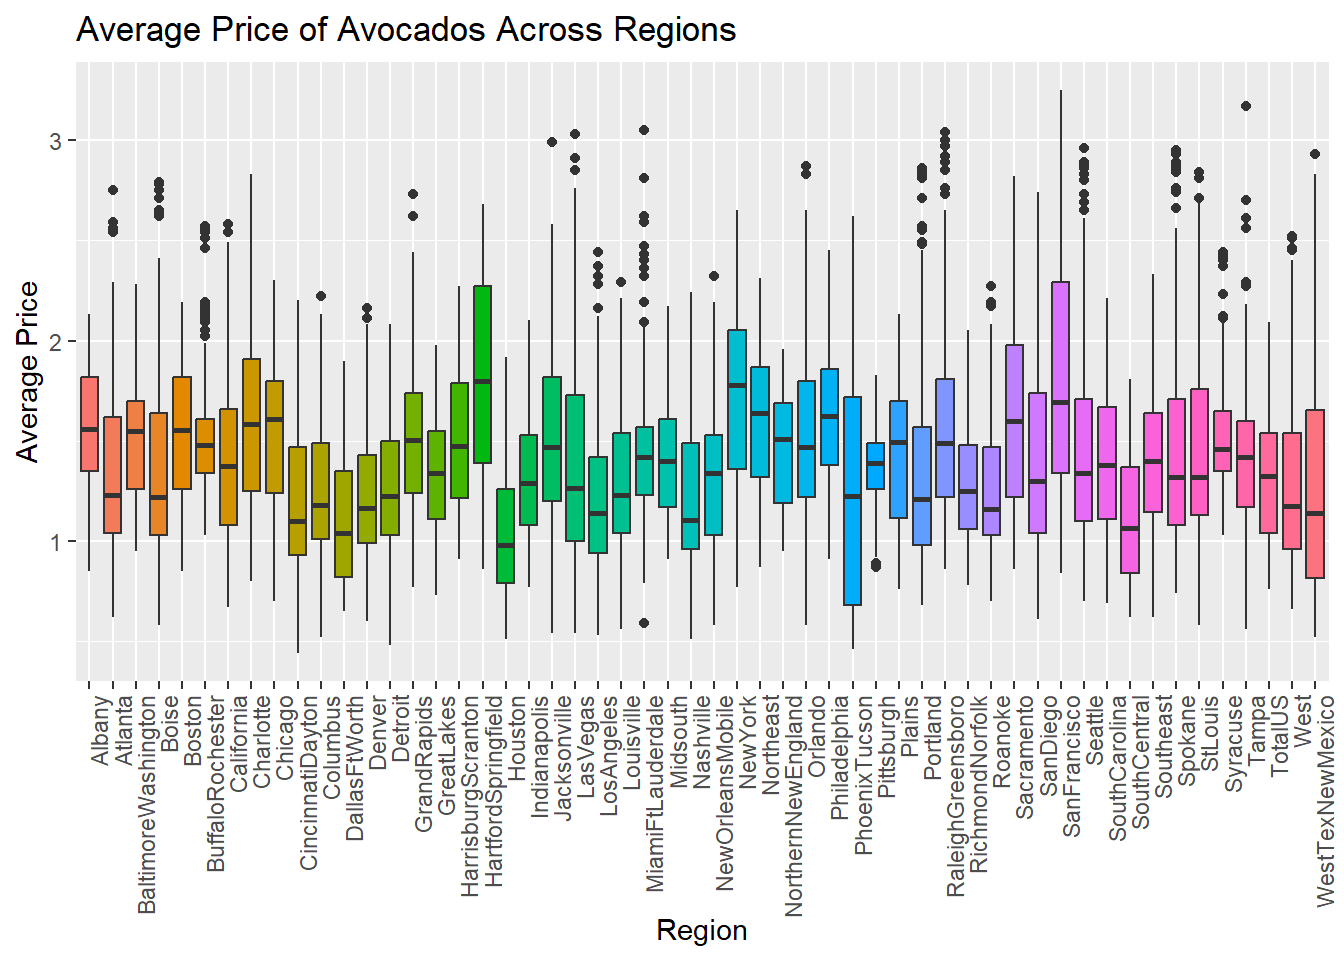 Average Price of Avocados Across Regions
3
2
1
Average Price
Albany
Atlanta
BaltimoreWashington
Boise
Boston
BuffaloRochester
California
Charlotte
Chicago
CincinnatiDayton
Columbus
DallasFtWorth
Denver
Detroit
GrandRapids
GreatLakes
HarrisburgScranton
HartfordSpringfield
Houston
Indianapolis
Jacksonville
LasVegas
LosAngeles
Louisville
MiamiFtLauderdale
Midsouth
Nashville
NewOrleansMobile
NewYork
Northeast
NorthernNewEngland
Orlando
Philadelphia
PhoenixTucson
Pittsburgh
Plains
Portland
RaleighGreensboro
RichmondNorfolk
Roanoke
Sacramento
SanDiego
SanFrancisco
Seattle
SouthCarolina
SouthCentral
Southeast
Spokane
StLouis
Syracuse
Tampa
TotalUS
West
WestTexNewMexico
Region